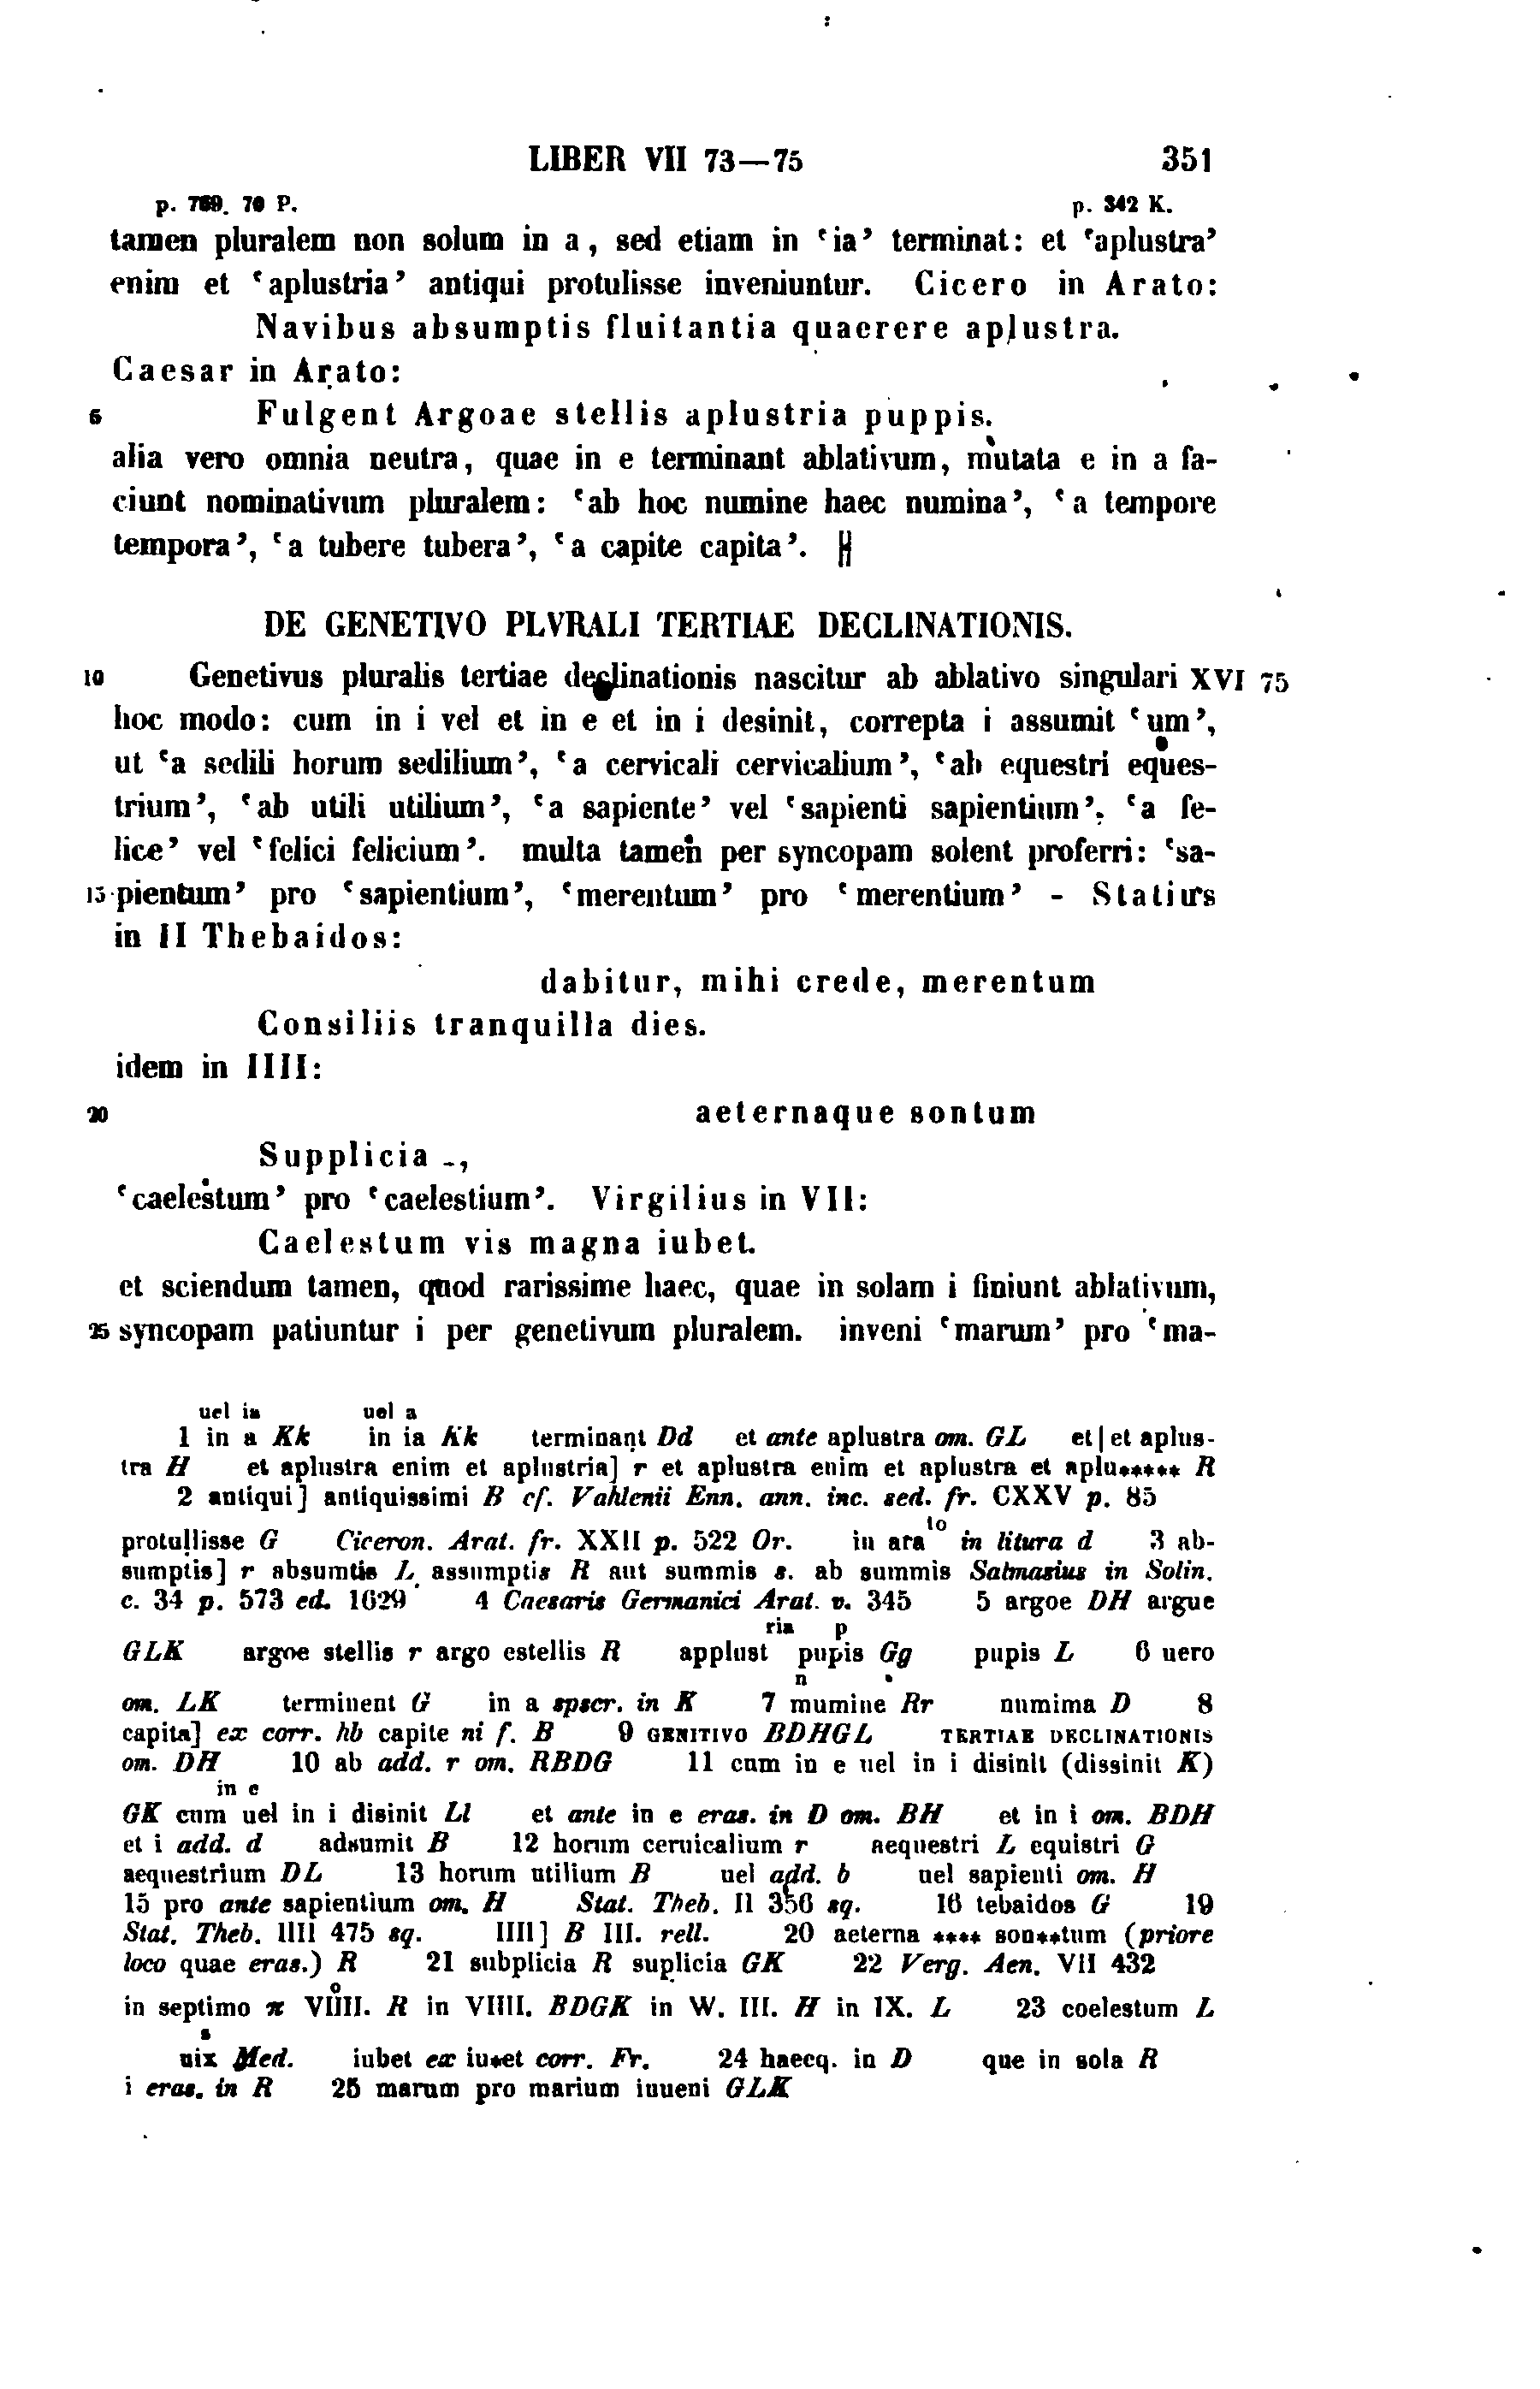 LIBER VII 73—75 351
p. 769. 70 P. p. 342 K.
tamen pluralem non solum in a, sed etiam in ‘ia’ terminat: et ‘aplustra’
enim et ‘aplustria’ antiqui protulisse inveniuntur. Cicero in Arato:
Navibus absumptis fluitantia quaerere aplustra.
Caesar in Arato:
5 Fulgent Argoae stellis aplustria puppis.
alia vero omnia neutra, quae in e terminant ablativum, mutata e in a fa-
ciunt nominativum pluralem: ‘ab hoc numine haec numina’, ‘a tempore
tempora’, ‘a tubere tubera’, ‘a capite capita’.
DE GENETIVO PLVRALI TERTIAE DECLINATIONIS.
10 Genetivus pluralis tertiae declinationis nascitur ab ablativo singulari XVI 75
hoc modo: cum in i vel et in e et in i desinit, correpta i assumit ‘um’,
ut ‘a sedili horum sedilium’, ‘a cervicali cervicalium’, ‘ab equestri eques-
trium’, ‘ab utili utilium’, ‘a sapiente’ vel ‘sapienti sapientium’, ‘a fe-
lice’ vel ‘felici felicium’. multa tamen per syncopam solent proferri: ‘sa-
15 pientum’ pro ‘sapientium’, ‘merentum’ pro ‘merentium’ - Statius
in II Thebaidos:
dabitur, mihi crede, merentum
Consiliis tranquilla dies.
idem in IIII:
20 aeternaque sontum
Supplicia -,
‘caelestum’ pro ‘caelestium’. Virgilius in VII:
Caelestum vis magna iubet.
et sciendum tamen, quod rarissime haec, quae in solam i finiunt ablativum,
25 syncopam patiuntur i per genetivum pluralem. inveni ‘marum’ pro ‘ma-
uel ia uel a
1 in a Kk in ia Kk terminaṇt Dd et ante aplustra om. GL et|et aplus-
tra H et aplustra enim et aplustria] r et aplustra enim et aplustra et aplu***** R
2 antiqui] antiquissimi B cf. Vahlenii Enn. ann. inc. sed. fr. CXXV p. 85
to
protullisse G Ciceron. Arat. fr. XXII p. 522 Or. in ara in litura d 3 ab-
sumptis] r absumtis L assumptis R aut summis s. ab summis Salmasius in Solin.
c. 34 p. 573 ed. 1629 4 Caesaris Germanici Arat. v. 345 5 argoe DH argue
ria p
GLK argoe stellis r argo estellis R applust pupis Gg pupis L 6 uero
n
om. LK terminent G in a spscr. in K 7 mumine Rr numima D 8
capita] ex corr. hb capite ni f. B 9 GENITIVO BDHGL TERTIAE DECLINATIONIS
om. DH 10 ab add. r om. RBDG 11 cum in e uel in i disinit (dissinit K)
in e
GK cum uel in i disinit Ll et ante in e eras. in D om. BH et in i om. BDH
et i add. d adsumit B 12 horum ceruicalium r aequestri L equistri G
aequestrium DL 13 horum utilium B uel add. b uel sapienti om. H
15 pro ante sapientium om. H Stat. Theb. II 356 sq. 16 tebaidos G 19
Stat. Theb. IIII 475 sq. IIII] B III. rell. 20 aeterna **** son**tum (priore
loco quae eras.) R 21 subplicia R suplicia GK 22 Verg. Aen. VII 432
o
in septimo r VIIII. R in VIIII. BDGK in W. III. H in IX. L 23 coelestum L
s
uix Med. iubet ex iu*et corr. Fr. 24 haecq. in D que in sola R
i eras. in R 25 marum pro marium inueni GLK